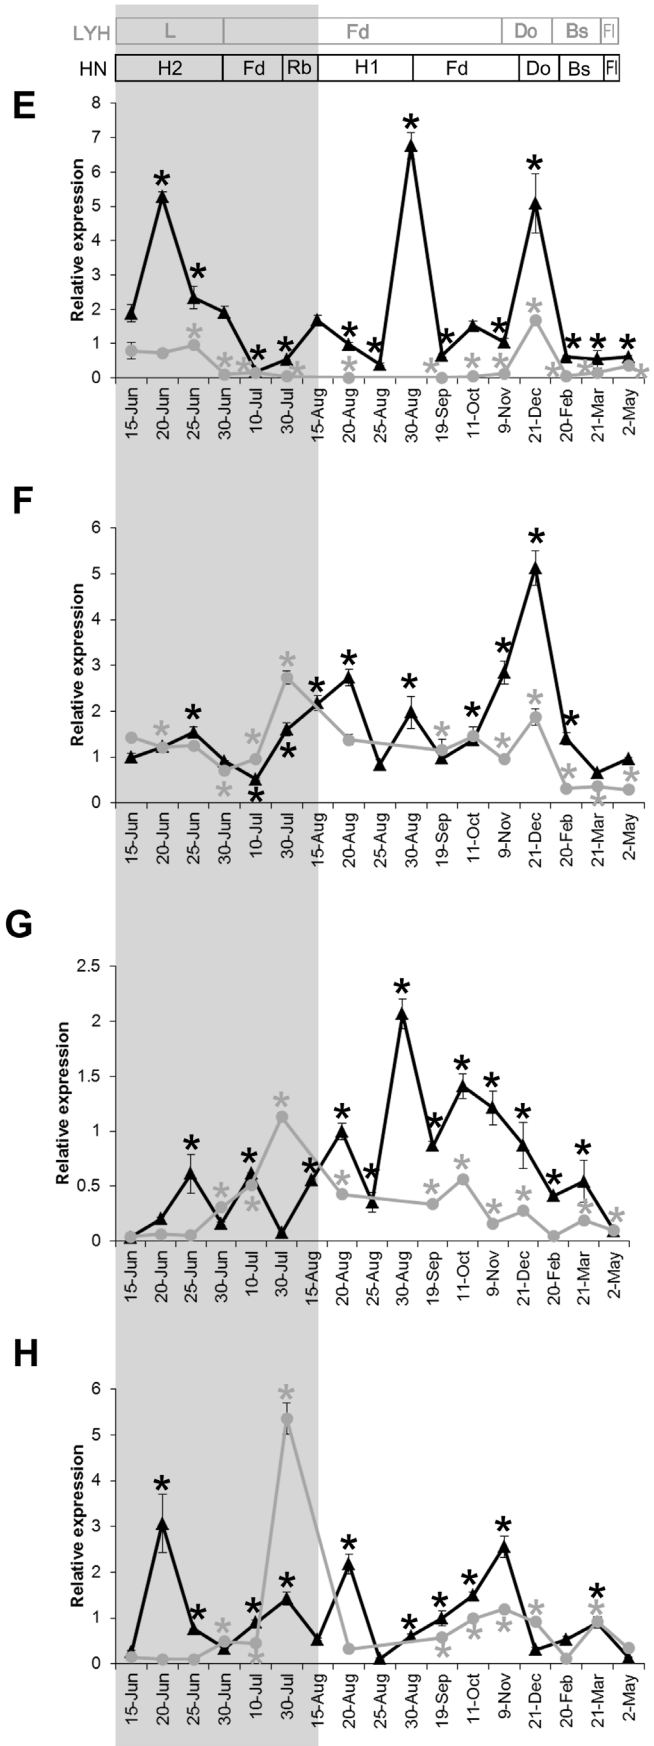 LYH L Fd Do Bs Fl
HN H2 Fd Rb H1 Fd Do Bs Fl
E
8
7
6
5
4
3
2
1
0
Relative expression
15-Jun 20-Jun 25-Jun 30-Jun 10-Jul 30-Jul 15-Aug 20-Aug 25-Aug 30-Aug 19-Sep 11-Oct 9-Nov 21-Dec 20-Feb 21-Mar 2-May
F
6
5
4
3
2
1
0
Relative expression
15-Jun 20-Jun 25-Jun 30-Jun 10-Jul 30-Jul 15-Aug 20-Aug 25-Aug 30-Aug 19-Sep 11-Oct 9-Nov 21-Dec 20-Feb 21-Mar 2-May
G
2.5
2
1.5
1
0.5
0
Relative expression
15-Jun 20-Jun 25-Jun 30-Jun 10-Jul 30-Jul 15-Aug 20-Aug 25-Aug 30-Aug 19-Sep 11-Oct 9-Nov 21-Dec 20-Feb 21-Mar 2-May
H
6
5
4
3
2
1
0
Relative expression
15-Jun 20-Jun 25-Jun 30-Jun 10-Jul 30-Jul 15-Aug 20-Aug 25-Aug 30-Aug 19-Sep 11-Oct 9-Nov 21-Dec 20-Feb 21-Mar 2-May